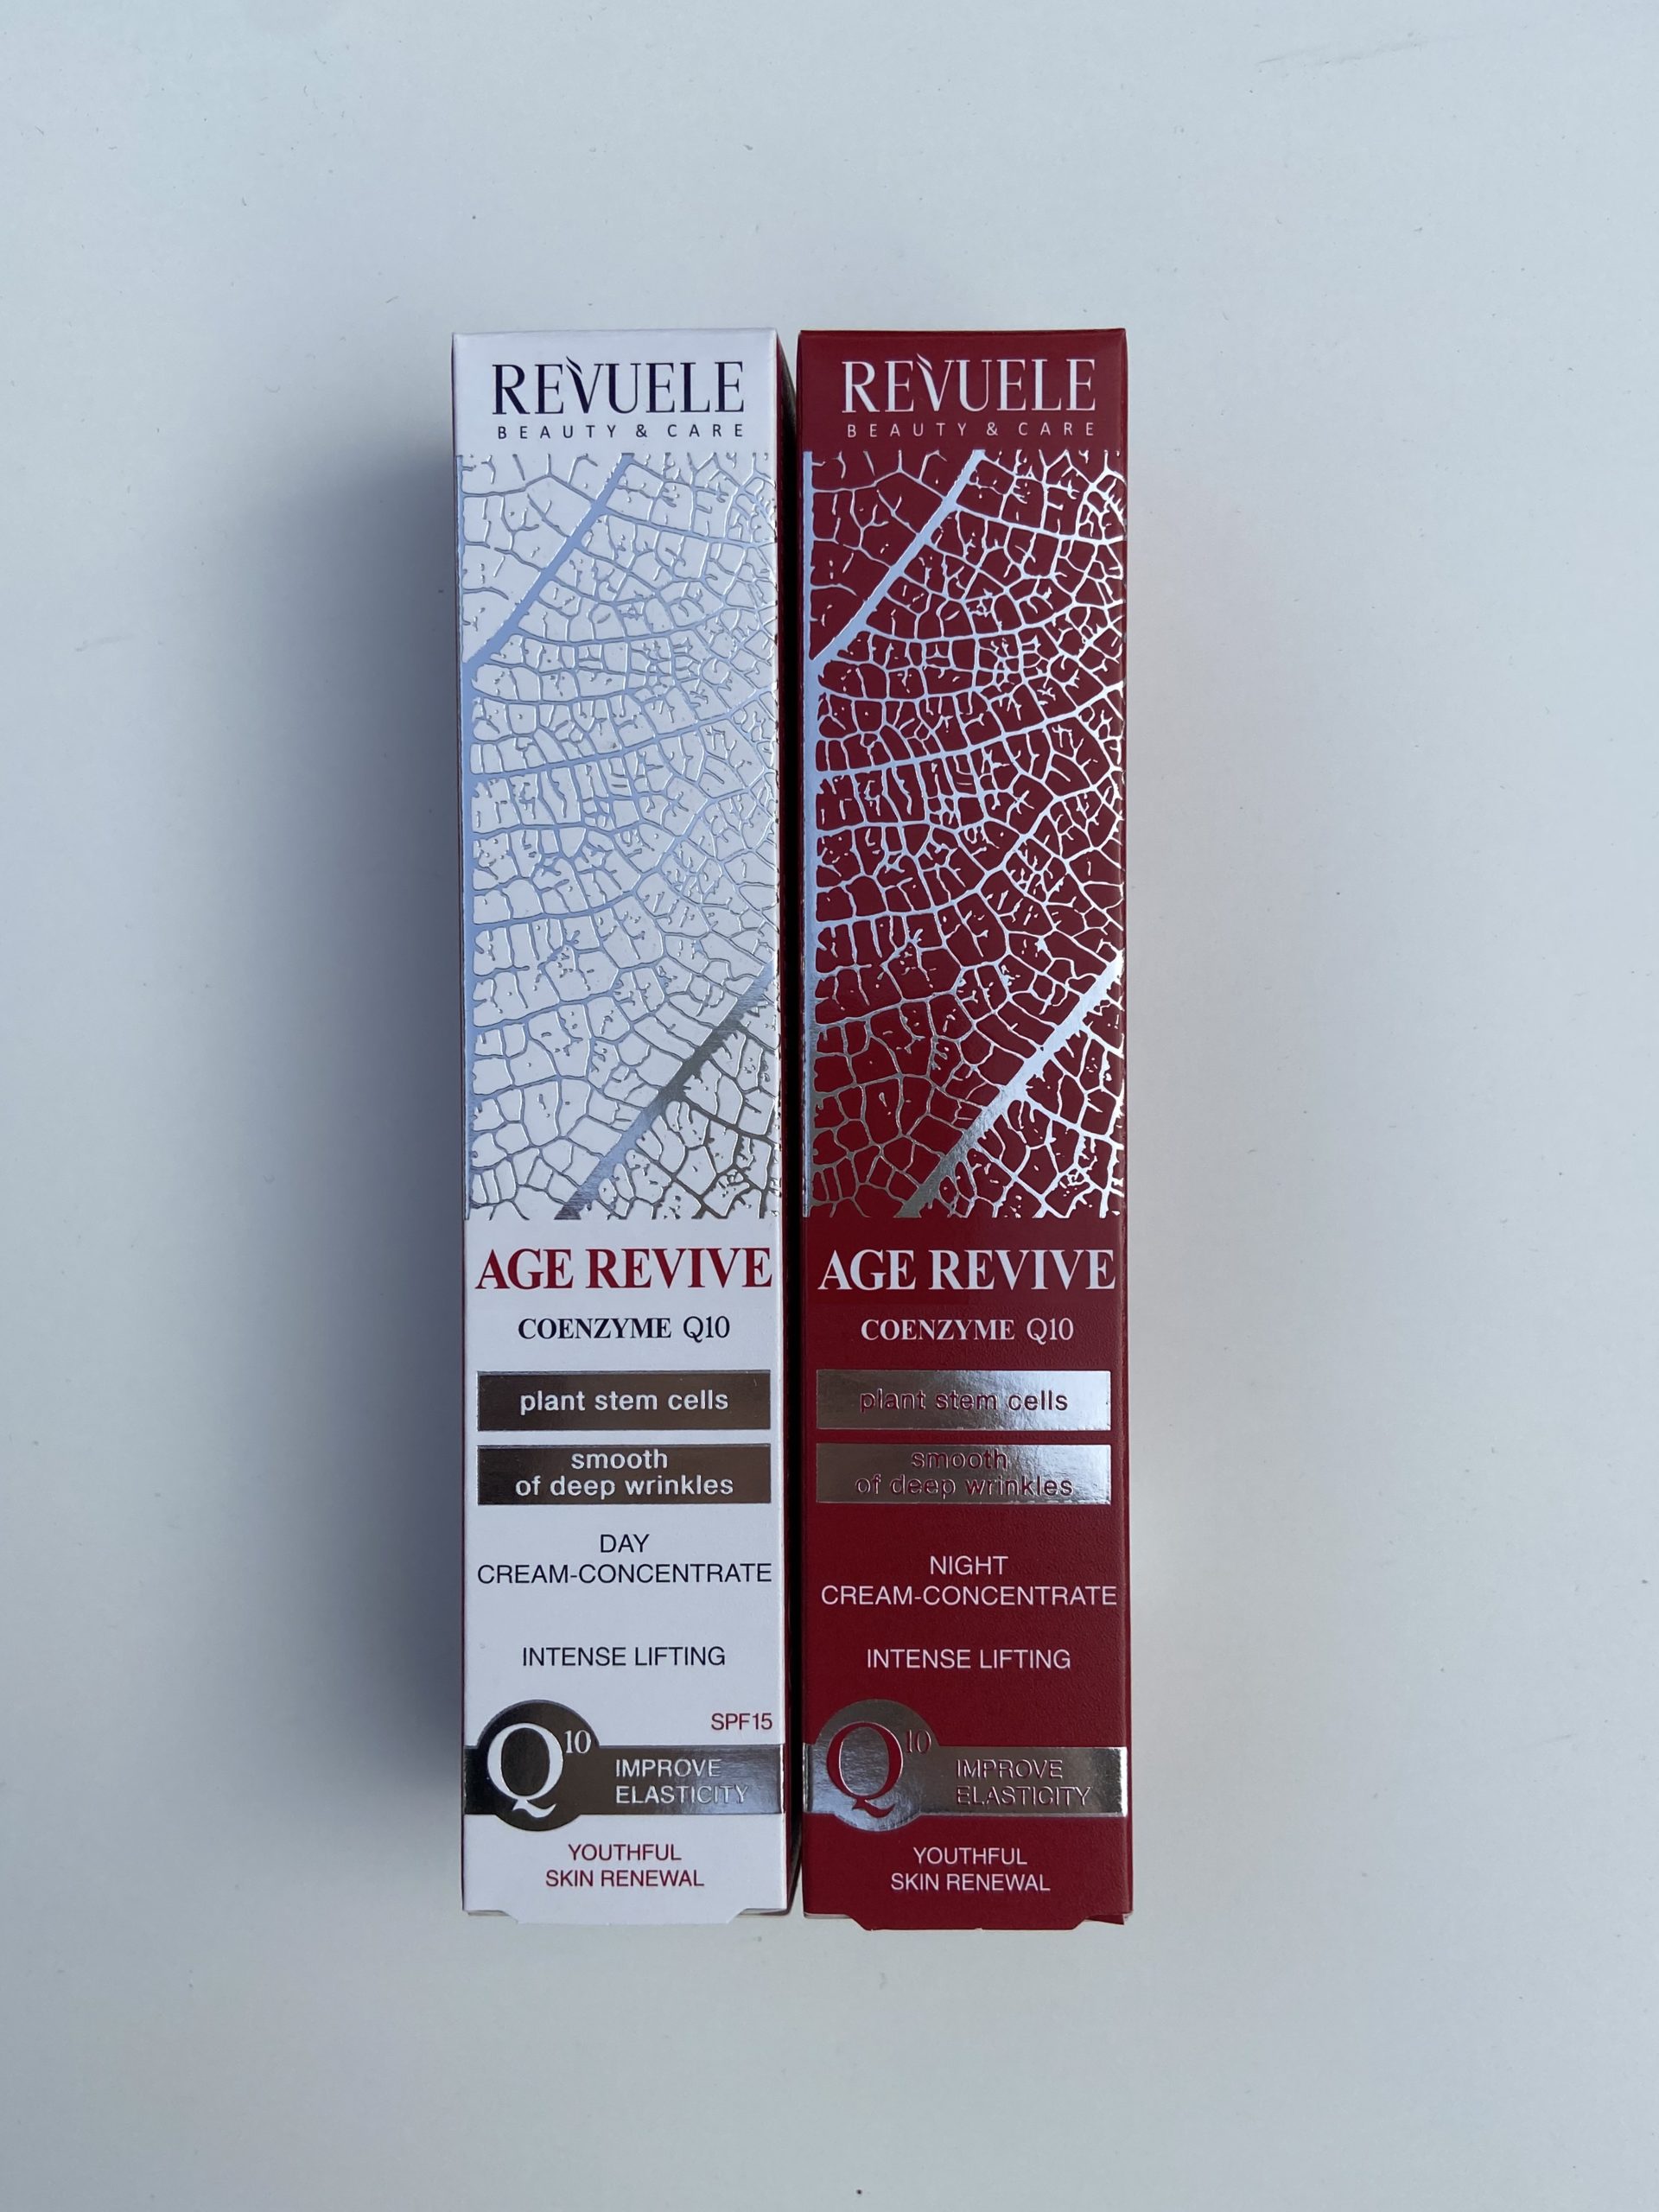 REVUELE
BEAUTY & CARE
AGE REVIVE
COENZYME Q10
plant stem cells
smooth
of deep wrinkles
DAY
CREAM-CONCENTRATE
INTENSE LIFTING
SPF15
Q10
IMPROVE
ELASTICITY
YOUTHFUL
SKIN RENEWAL
REVUELE
BEAUTY & CARE
AGE REVIVE
COENZYME Q10
plant stem cells
smooth
of deep wrinkles
NIGHT
CREAM-CONCENTRATE
INTENSE LIFTING
Q10
IMPROVE
ELASTICITY
YOUTHFUL
SKIN RENEWAL